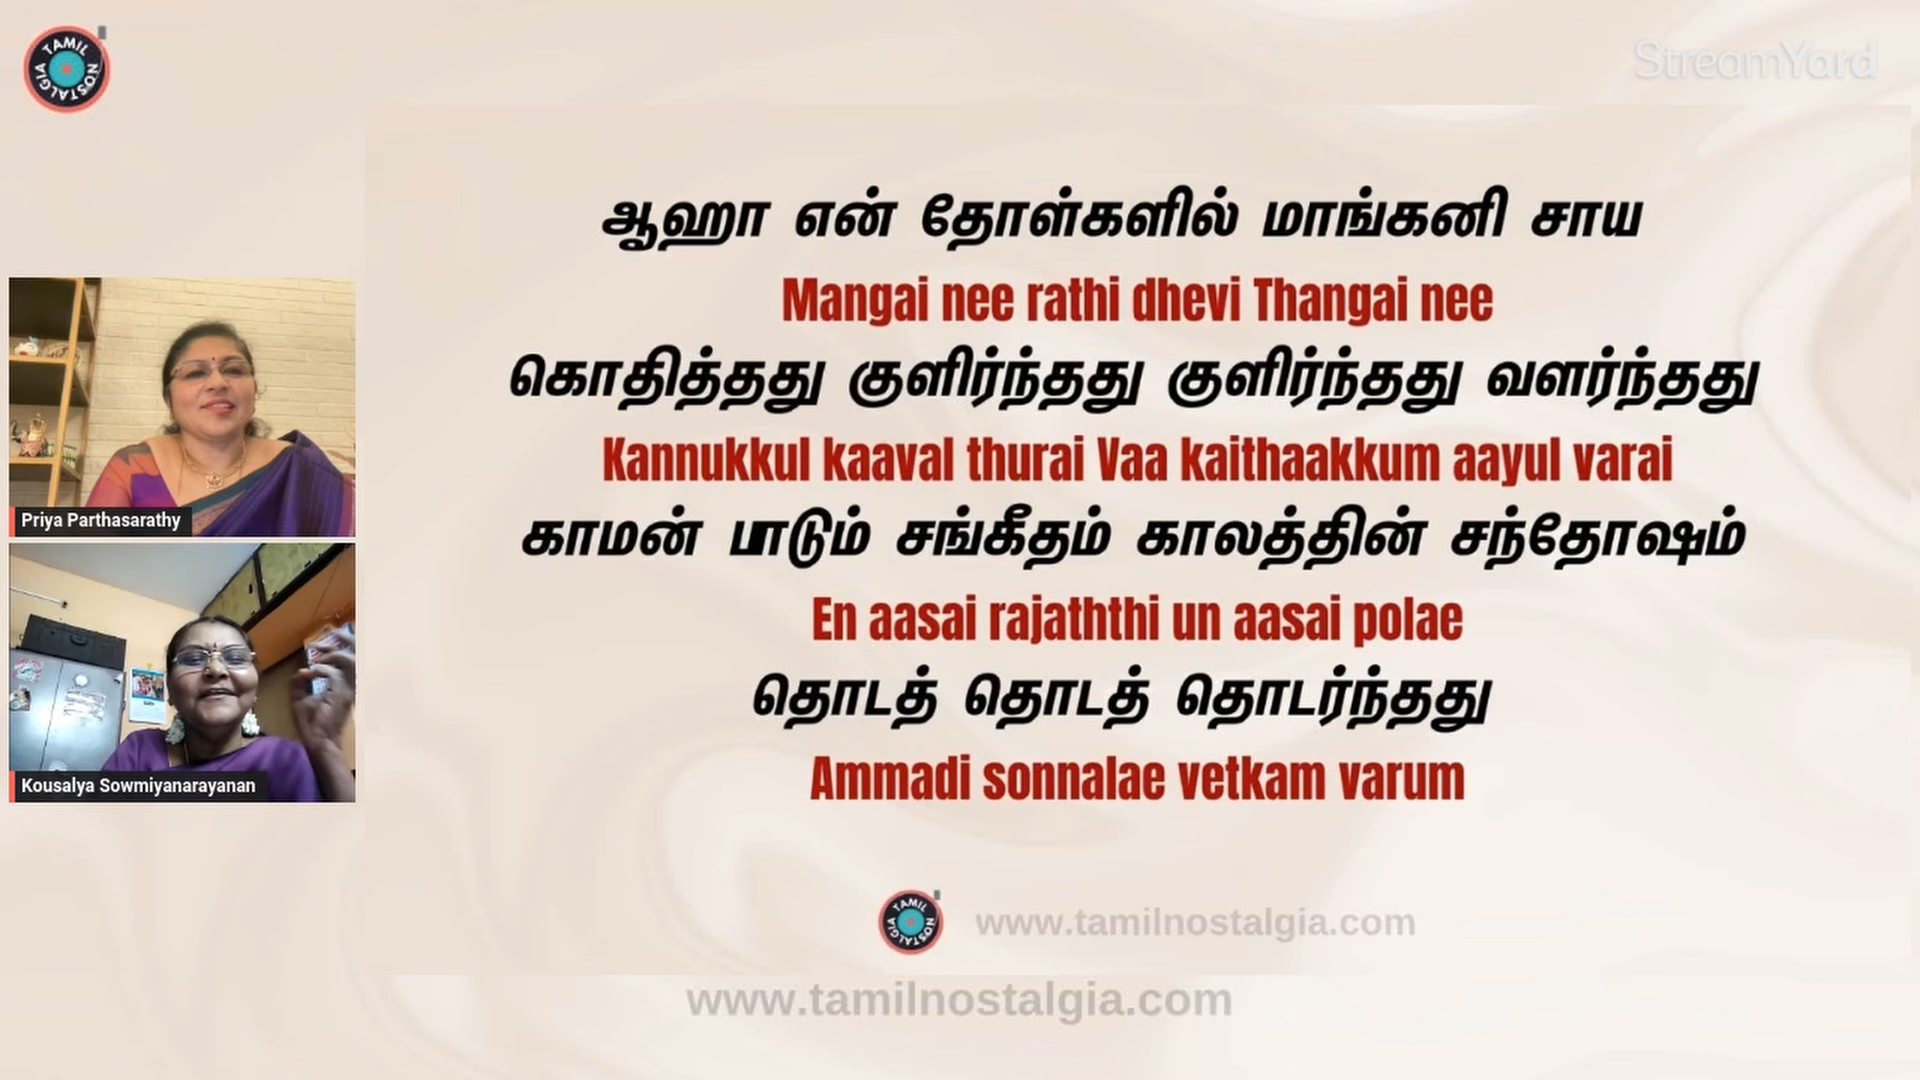 TAMIL NOSTALGIA
StreamYard
ஆஹா என் தோள்களில் மாங்கனி சாய
Mangai nee rathi dhevi Thangai nee
கொதித்தது குளிர்ந்தது குளிர்ந்தது வளர்ந்தது
Kannukkul kaaval thurai Vaa kaithaakkum aayul varai
காமன் பாடும் சங்கீதம் காலத்தின் சந்தோஷம்
En aasai rajaththi un aasai polae
தொடத் தொடத் தொடர்ந்தது
Ammadi sonnalae vetkam varum
Priya Parthasarathy
Kousalya Sowmiyanarayanan
TAMIL NOSTALGIA
www.tamilnostalgia.com
www.tamilnostalgia.com